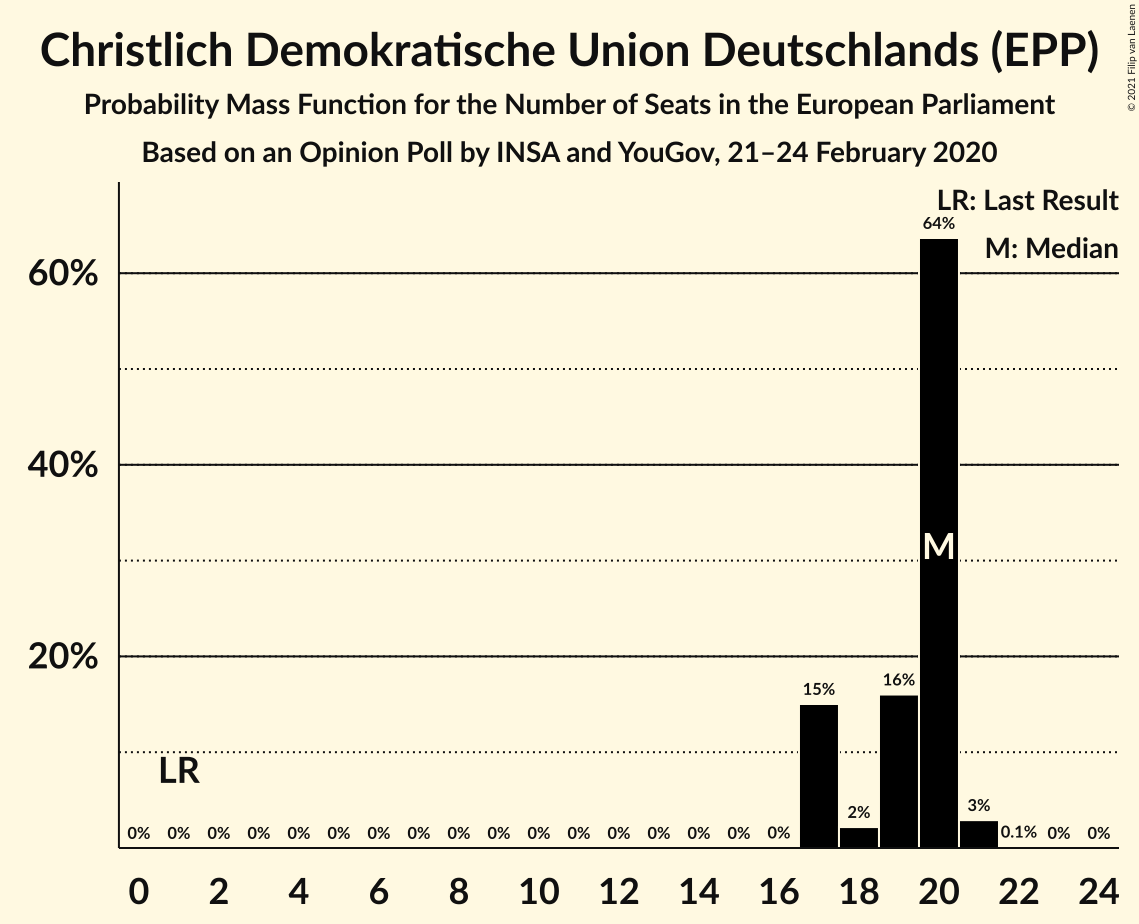 Christlich Demokratische Union Deutschlands (EPP)
Probability Mass Function for the Number of Seats in the European Parliament
Based on an Opinion Poll by INSA and YouGov, 21–24 February 2020
© 2021 Filip van Laenen
LR: Last Result
M: Median
64%
60%
40%
M
20%
15%
16%
LR
2%
3%
0% 0% 0% 0% 0% 0% 0% 0% 0% 0% 0% 0% 0% 0% 0% 0% 0% 0.1% 0% 0%
0 2 4 6 8 10 12 14 16 18 20 22 24